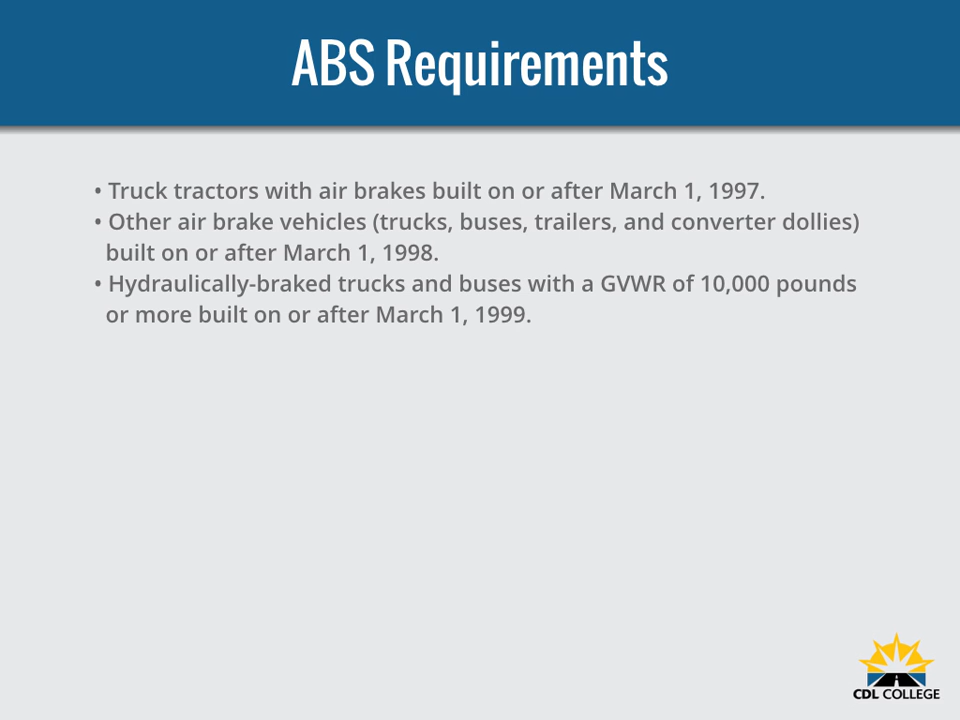 ABS Requirements
• Truck tractors with air brakes built on or after March 1, 1997.
• Other air brake vehicles (trucks, buses, trailers, and converter dollies)
built on or after March 1, 1998.
• Hydraulically-braked trucks and buses with a GVWR of 10,000 pounds
or more built on or after March 1, 1999.
CDL COLLEGE